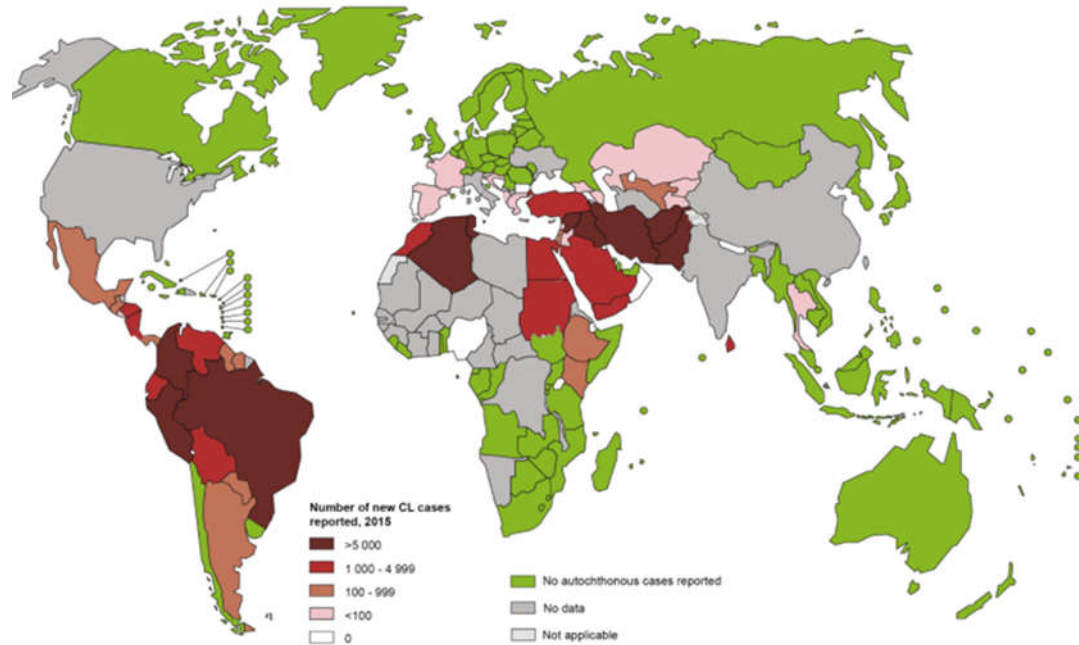 Number of new CL cases
reported, 2015
>5 000
1 000 - 4 999
100 - 999
<100
0
No autochthonous cases reported
No data
Not applicable